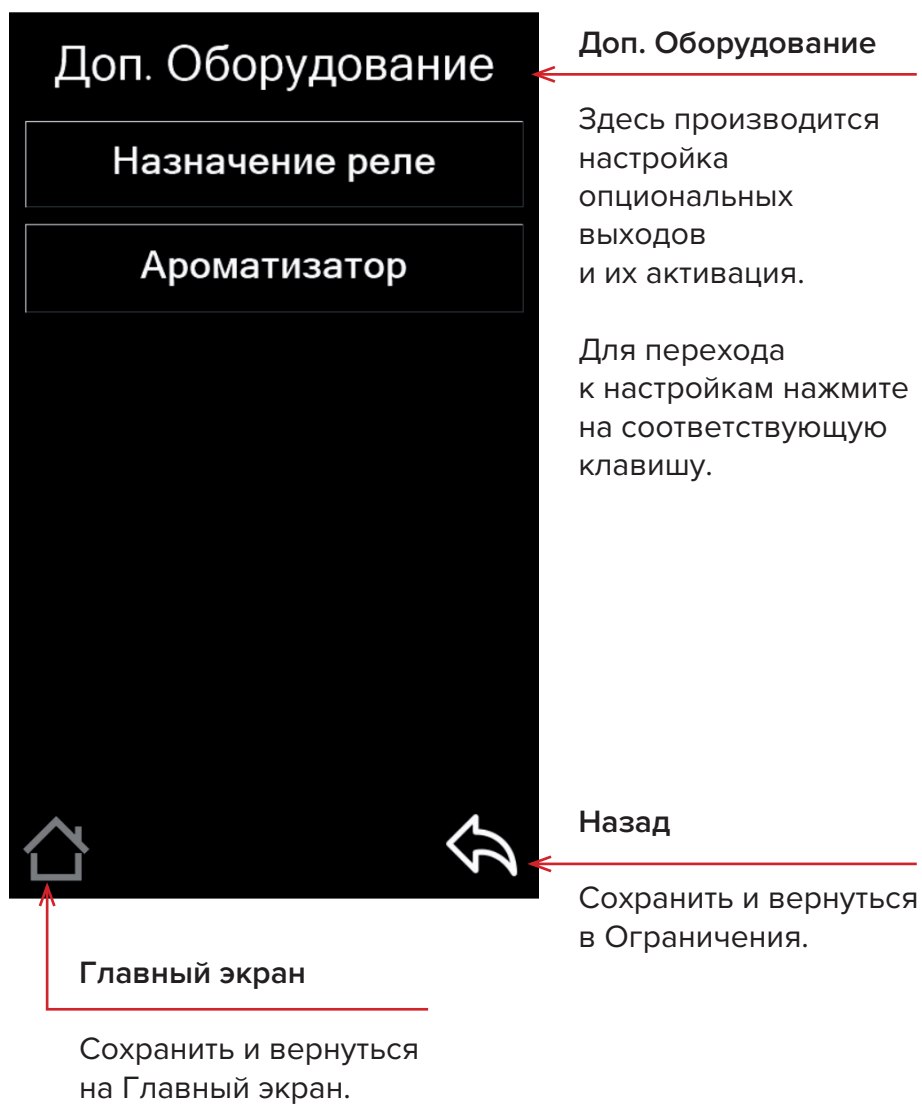 Доп. Оборудование
Назначение реле
Ароматизатор
Доп. Оборудование
Здесь производится
настройка
опциональных
выходов
и их активация.
Для перехода
к настройкам нажмите
на соответствующую
клавишу.
Назад
Сохранить и вернуться
в Ограничения.
Главный экран
Сохранить и вернуться
на Главный экран.